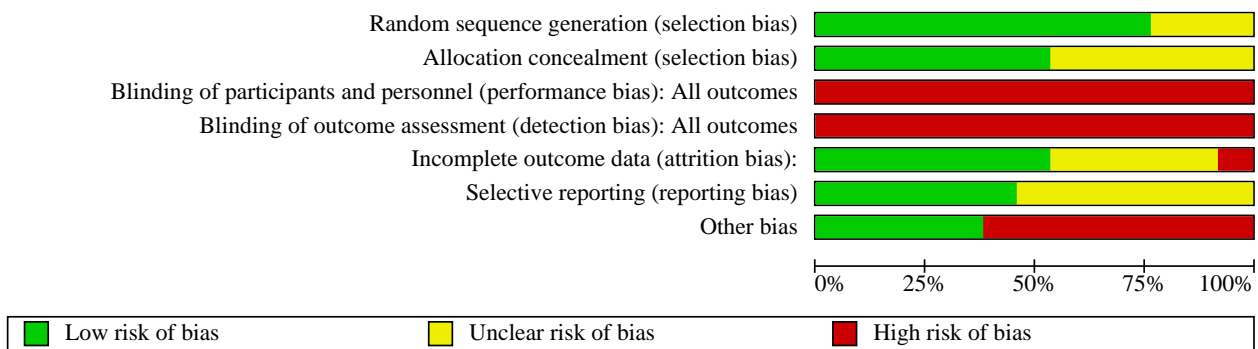 Random sequence generation (selection bias)
Allocation concealment (selection bias)
Blinding of participants and personnel (performance bias): All outcomes
Blinding of outcome assessment (detection bias): All outcomes
Incomplete outcome data (attrition bias):
Selective reporting (reporting bias)
Other bias
0% 25% 50% 75% 100%
Low risk of bias Unclear risk of bias High risk of bias